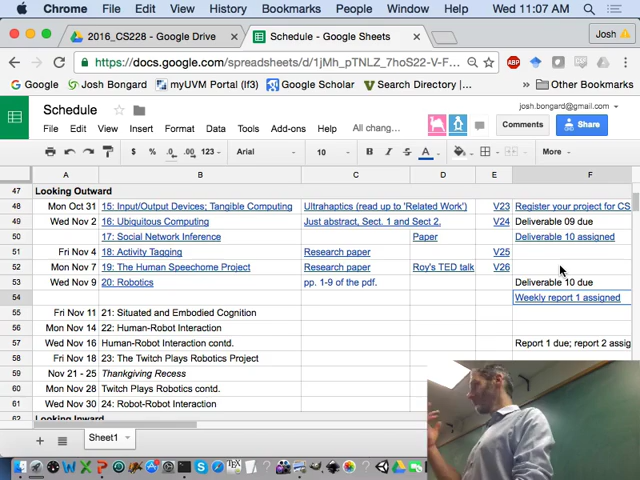 Chrome File Edit View History Bookmarks People Window Help Wed Nov 9 11:07 AM
2016_CS228 - Google Drive Schedule - Google Sheets Josh
https://docs.google.com/spreadsheets/d/1jMh_pTNLZ_7hoS22-V-F...
Google Josh Bongard myUVM Portal (lf3) Google Scholar Search Directory... Other Bookmarks
josh.bongard@gmail.com
Schedule
File Edit View Insert Format Data Tools Add-ons Help All chang... Comments Share
$ % .0 .00 123 Arial 10 B I S A More
A B C D E F
47 Looking Outward
48 Mon Oct 31 15: Input/Output Devices; Tangible Computing Ultrahaptics (read up to 'Related Work') V23 Register your project for CS
49 Wed Nov 2 16: Ubiquitous Computing Just abstract, Sect. 1 and Sect 2. V24 Deliverable 09 due
50 17: Social Network Inference Paper Deliverable 10 assigned
51 Fri Nov 4 18: Activity Tagging Research paper V25
52 Mon Nov 7 19: The Human Speechome Project Research paper Roy's TED talk V26
53 Wed Nov 9 20: Robotics pp. 1-9 of the pdf. Deliverable 10 due
54 Weekly report 1 assigned
55 Fri Nov 11 21: Situated and Embodied Cognition
56 Mon Nov 14 22: Human-Robot Interaction
57 Wed Nov 16 Human-Robot Interaction contd. Report 1 due; report 2 assig
58 Fri Nov 18 23: The Twitch Plays Robotics Project
59 Nov 21 - 25 Thanksgiving Recess
60 Mon Nov 28 Twitch Plays Robotics contd.
61 Wed Nov 30 24: Robot-Robot Interaction
62 Looking Inward
Sheet1